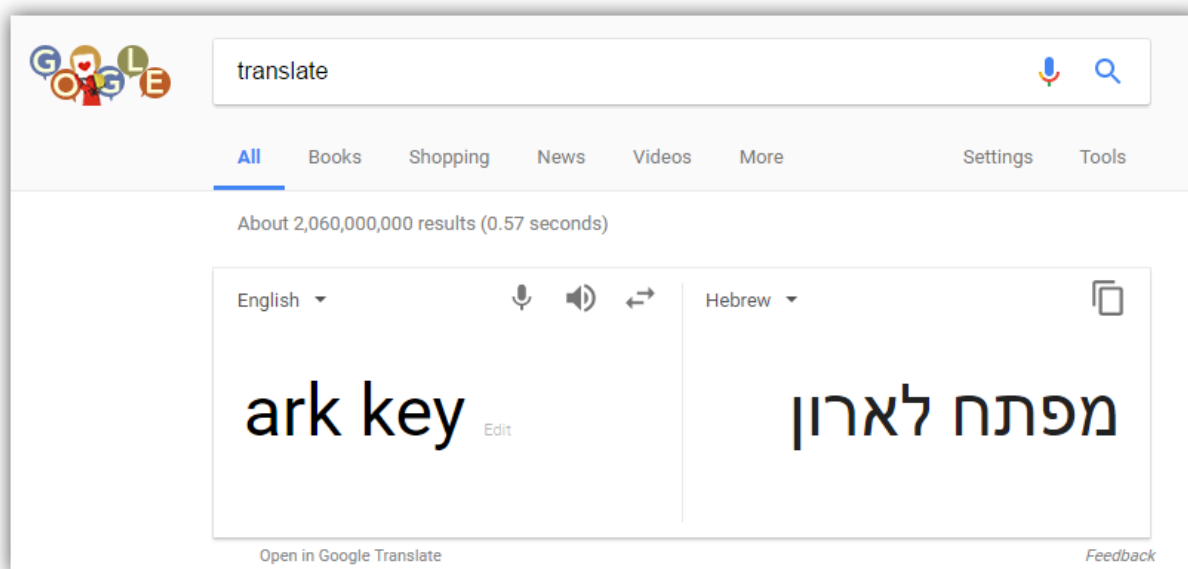 GOOGLE
translate
All Books Shopping News Videos More Settings Tools
About 2,060,000,000 results (0.57 seconds)
English Hebrew
ark key Edit מפתח לארון
Open in Google Translate Feedback